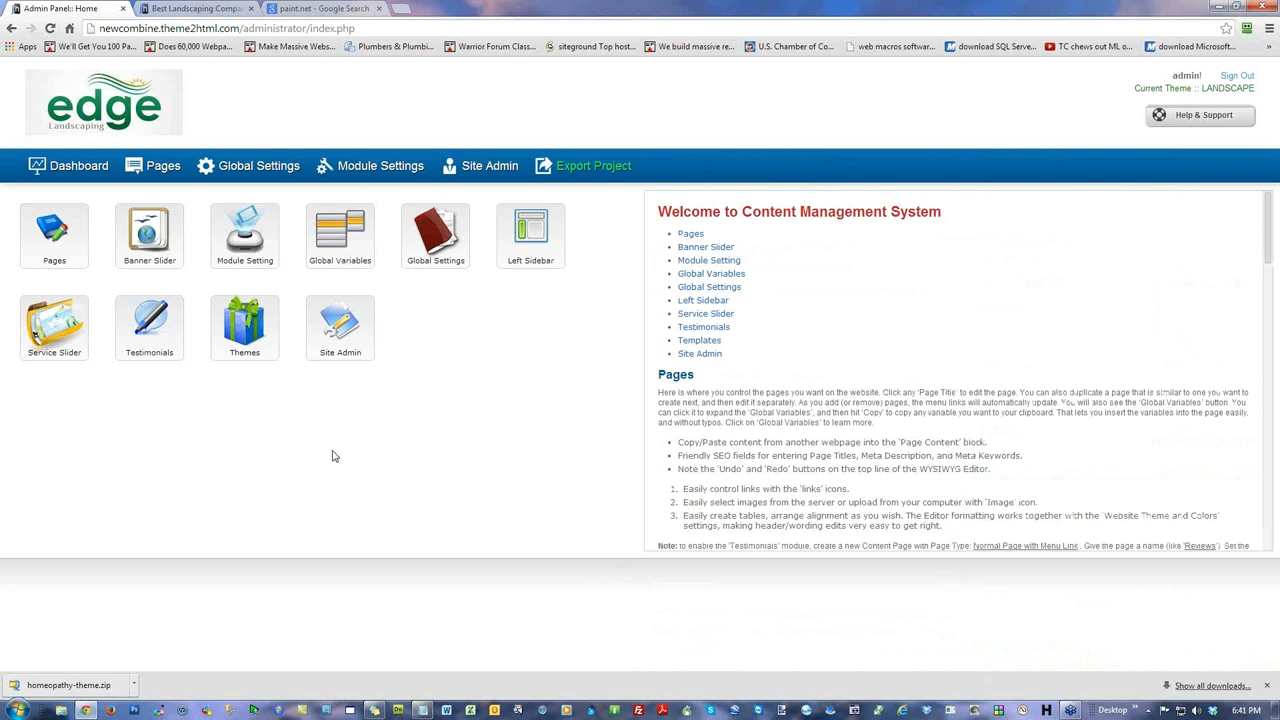 Admin Panel:: Home
Best Landscaping Compa
paint.net - Google Search
newcombine.theme2html.com/administrator/index.php
Apps
We'll Get You 100 Pa...
Does 60,000 Webpa...
Make Massive Webs...
Plumbers & Plumbi...
Warrior Forum Class...
siteground Top host...
We build massive re...
U.S. Chamber of Co...
web macros softwar...
download SQL Serve...
TC chews out ML o...
download Microsoft...
»
edge
Landscaping
admin! Sign Out
Current Theme :: LANDSCAPE
Help & Support
Dashboard
Pages
Global Settings
Module Settings
Site Admin
Export Project
Pages
Banner Slider
Module Setting
Global Variables
Global Settings
Left Sidebar
Service Slider
Testimonials
Themes
Site Admin
Welcome to Content Management System
• Pages
• Banner Slider
• Module Setting
• Global Variables
• Global Settings
• Left Sidebar
• Service Slider
• Testimonials
• Templates
• Site Admin
Pages
Here is where you control the pages you want on the website. Click any 'Page Title' to edit the page. You can also duplicate a page that is similar to one you want to
create next, and then edit it separately. As you add (or remove) pages, the menu links will automatically update. You will also see the 'Global Variables' button. You
can click it to expand the 'Global Variables', and then hit 'Copy' to copy any variable you want to your clipboard. That lets you insert the variables into the page easily,
and without typos. Click on 'Global Variables' to learn more.
• Copy/Paste content from another webpage into the 'Page Content' block.
• Friendly SEO fields for entering Page Titles, Meta Description, and Meta Keywords.
• Note the 'Undo' and 'Redo' buttons on the top line of the WYSIWYG Editor.
1. Easily control links with the 'links' icons.
2. Easily select images from the server or upload from your computer with 'Image' icon.
3. Easily create tables, arrange alignment as you wish. The Editor formatting works together with the 'Website Theme and Colors'
settings, making header/wording edits very easy to get right.
Note: to enable the 'Testimonials' module, create a new Content Page with Page Type: Normal Page with Menu Link . Give the page a name (like 'Reviews'). Set the
homeopathy-theme.zip
Show all downloads...
Desktop
»
6:41 PM